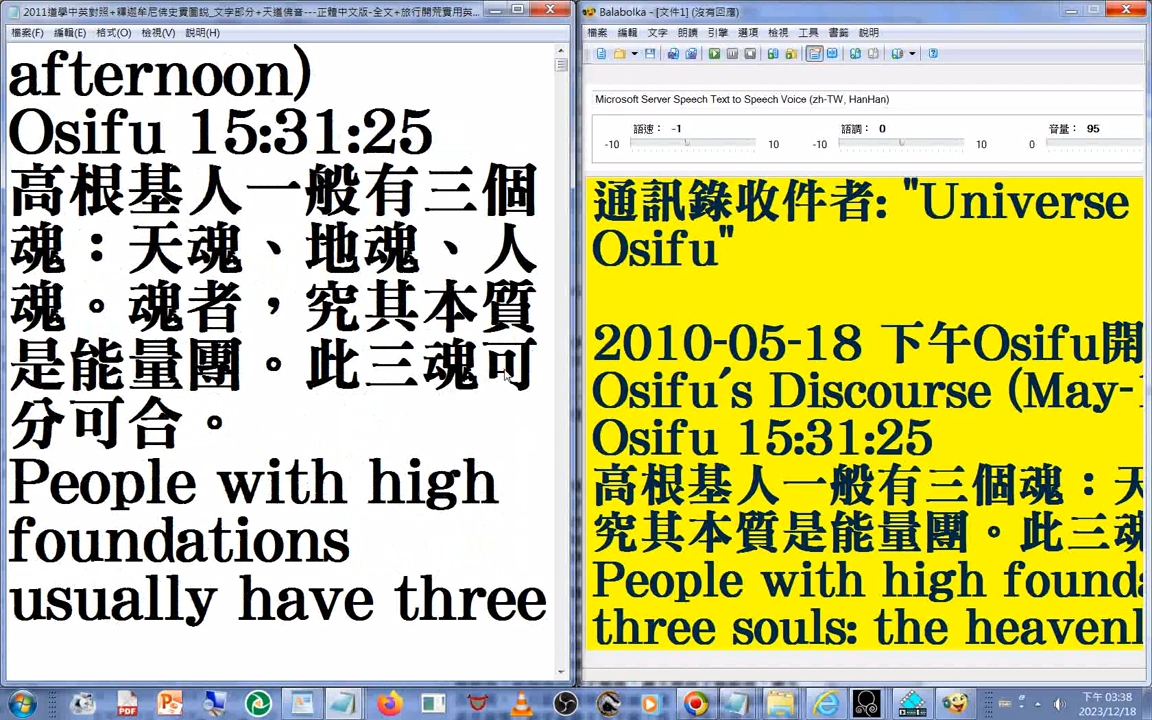 2011道學中英對照+釋迦牟尼佛史實圖說_文字部分+天道佛音---正體中文版-全文+旅行開荒實用英...
檔案(F) 編輯(E) 格式(O) 檢視(V) 說明(H)
afternoon)
Osifu 15:31:25
高根基人一般有三個
魂：天魂、地魂、人
魂。魂者，究其本質
是能量團。此三魂可
分可合。
People with high
foundations
usually have three
Balabolka - [文件1] (沒有回應)
檔案 編輯 文字 朗讀 引擎 選項 檢視 工具 書籤 說明
Microsoft Server Speech Text to Speech Voice (zh-TW, HanHan)
語速： -1 語調： 0 音量： 95
-10 10 -10 10 0
通訊錄收件者: "Universe
Osifu"
2010-05-18 下午Osifu開
Osifu's Discourse (May-1
Osifu 15:31:25
高根基人一般有三個魂：天
究其本質是能量團。此三魂
People with high founda
three souls: the heavenl
PDF
下午 03:38
2023/12/18